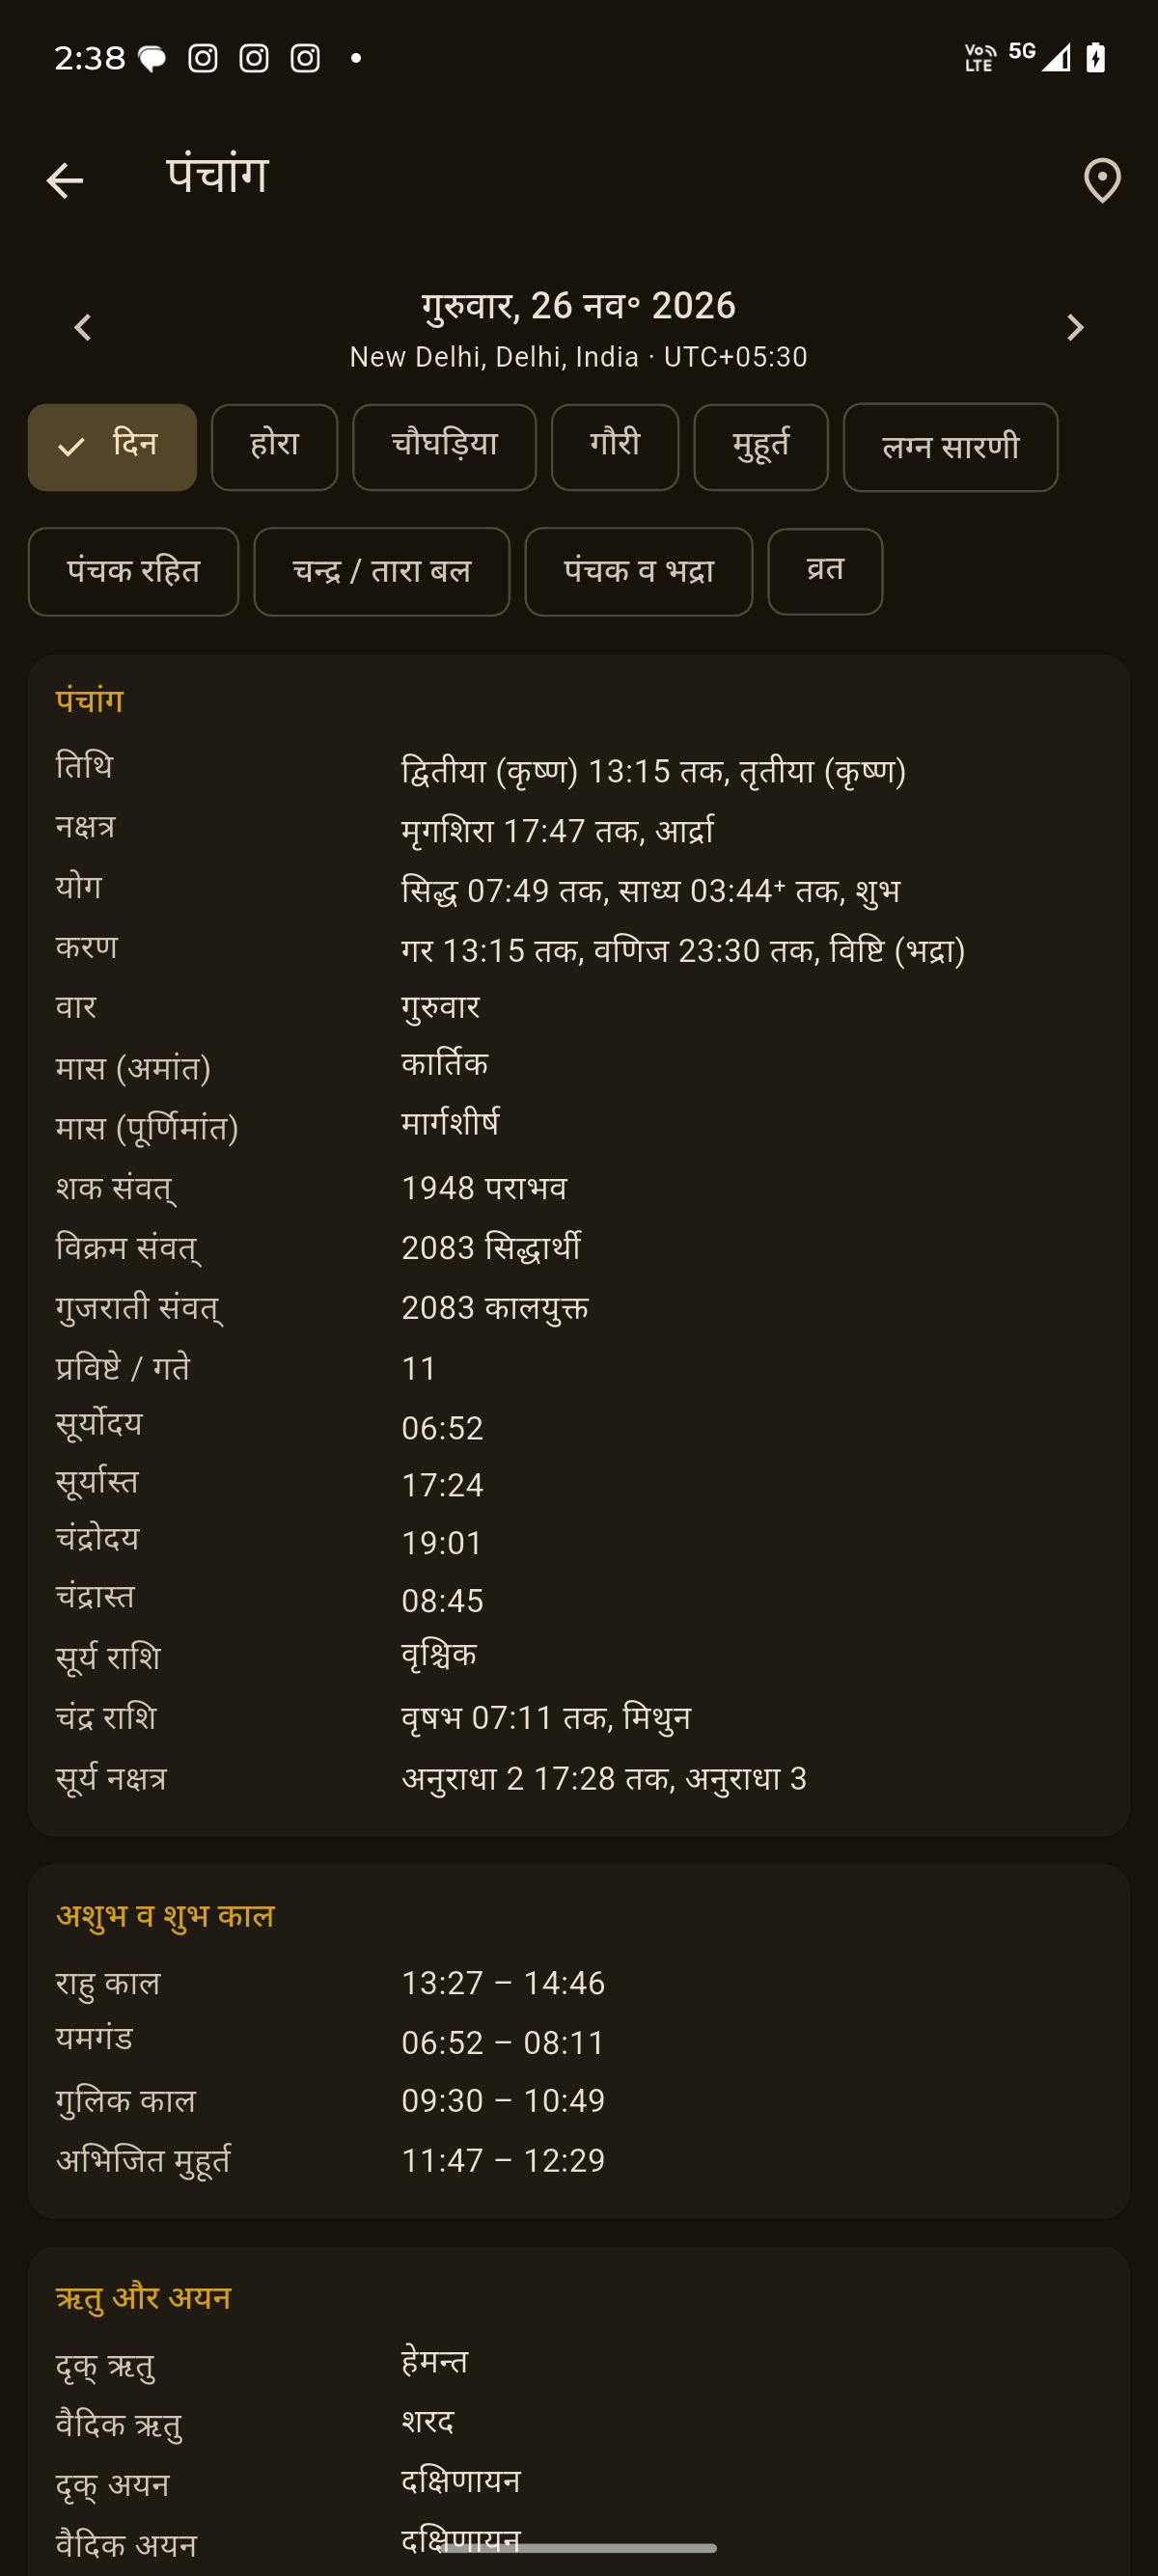 2:38
Vo LTE 5G
पंचांग
गुरुवार, 26 नव॰ 2026
New Delhi, Delhi, India · UTC+05:30
दिन होरा चौघड़िया गौरी मुहूर्त लग्न सारणी
पंचक रहित चन्द्र / तारा बल पंचक व भद्रा व्रत
पंचांग
तिथि द्वितीया (कृष्ण) 13:15 तक, तृतीया (कृष्ण)
नक्षत्र मृगशिरा 17:47 तक, आर्द्रा
योग सिद्ध 07:49 तक, साध्य 03:44⁺ तक, शुभ
करण गर 13:15 तक, वणिज 23:30 तक, विष्टि (भद्रा)
वार गुरुवार
मास (अमांत) कार्तिक
मास (पूर्णिमांत) मार्गशीर्ष
शक संवत् 1948 पराभव
विक्रम संवत् 2083 सिद्धार्थी
गुजराती संवत् 2083 कालयुक्त
प्रविष्टे / गते 11
सूर्योदय 06:52
सूर्यास्त 17:24
चंद्रोदय 19:01
चंद्रास्त 08:45
सूर्य राशि वृश्चिक
चंद्र राशि वृषभ 07:11 तक, मिथुन
सूर्य नक्षत्र अनुराधा 2 17:28 तक, अनुराधा 3
अशुभ व शुभ काल
राहु काल 13:27 – 14:46
यमगंड 06:52 – 08:11
गुलिक काल 09:30 – 10:49
अभिजित मुहूर्त 11:47 – 12:29
ऋतु और अयन
दृक् ऋतु हेमन्त
वैदिक ऋतु शरद
दृक् अयन दक्षिणायन
वैदिक अयन दक्षिणायन